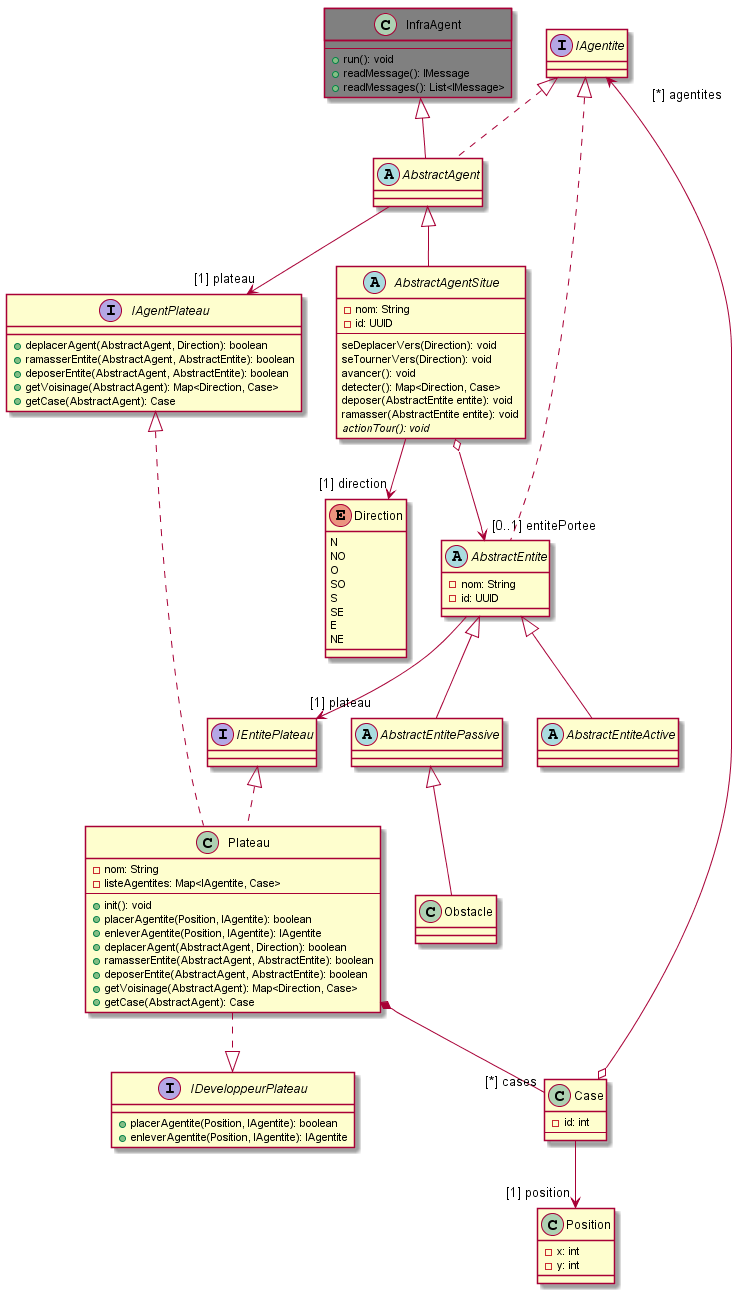 C InfraAgent
run(): void
readMessage(): IMessage
readMessages(): List<IMessage>
I IAgentite
[*] agentites
A AbstractAgent
[1] plateau
I IAgentPlateau
deplacerAgent(AbstractAgent, Direction): boolean
ramasserEntite(AbstractAgent, AbstractEntite): boolean
deposerEntite(AbstractAgent, AbstractEntite): boolean
getVoisinage(AbstractAgent): Map<Direction, Case>
getCase(AbstractAgent): Case
A AbstractAgentSitue
nom: String
id: UUID
seDeplacerVers(Direction): void
seTournerVers(Direction): void
avancer(): void
detecter(): Map<Direction, Case>
deposer(AbstractEntite entite): void
ramasser(AbstractEntite entite): void
actionTour(): void
[1] direction
[0..1] entitePortee
E Direction
N
NO
O
SO
S
SE
E
NE
A AbstractEntite
nom: String
id: UUID
[1] plateau
I IEntitePlateau
A AbstractEntitePassive
A AbstractEntiteActive
C Plateau
nom: String
listeAgentites: Map<IAgentite, Case>
init(): void
placerAgentite(Position, IAgentite): boolean
enleverAgentite(Position, IAgentite): IAgentite
deplacerAgent(AbstractAgent, Direction): boolean
ramasserEntite(AbstractAgent, AbstractEntite): boolean
deposerEntite(AbstractAgent, AbstractEntite): boolean
getVoisinage(AbstractAgent): Map<Direction, Case>
getCase(AbstractAgent): Case
C Obstacle
[*] cases
I IDeveloppeurPlateau
placerAgentite(Position, IAgentite): boolean
enleverAgentite(Position, IAgentite): IAgentite
C Case
id: int
[1] position
C Position
x: int
y: int